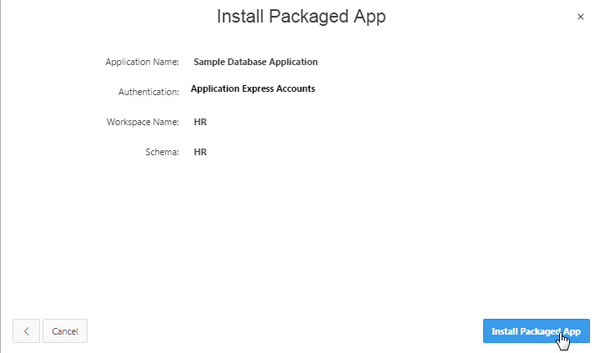 Install Packaged App
Application Name: Sample Database Application
Authentication: Application Express Accounts
Workspace Name: HR
Schema: HR
Cancel Install Packaged App